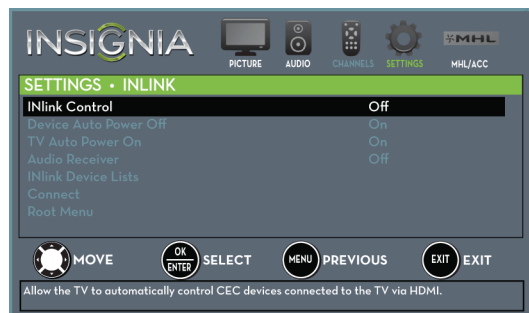 INSIGNIA
PICTURE AUDIO CHANNELS SETTINGS MHL MHL/ACC
SETTINGS • INLINK
INlink Control Off
Device Auto Power Off On
TV Auto Power On On
Audio Receiver Off
INlink Device Lists
Connect
Root Menu
MOVE OK ENTER SELECT MENU PREVIOUS EXIT EXIT
Allow the TV to automatically control CEC devices connected to the TV via HDMI.